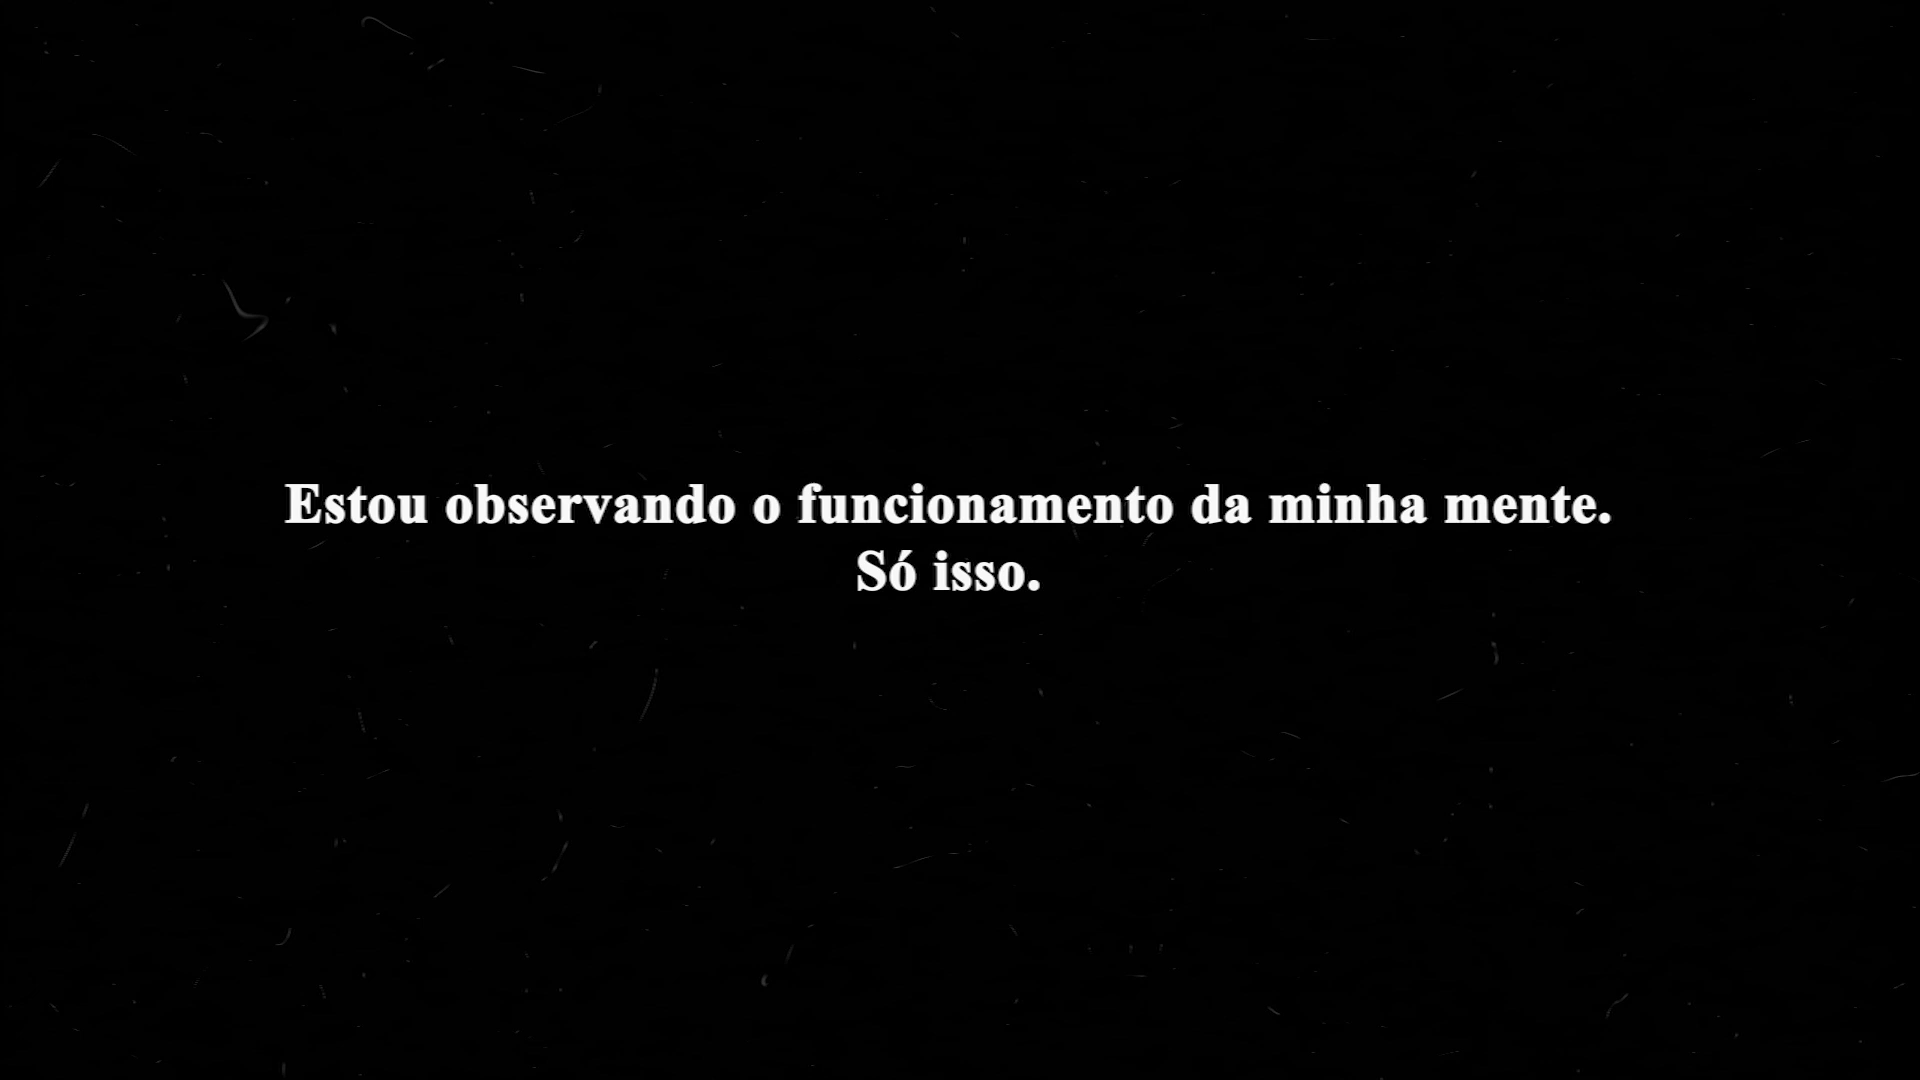 Estou observando o funcionamento da minha mente.
Só isso.